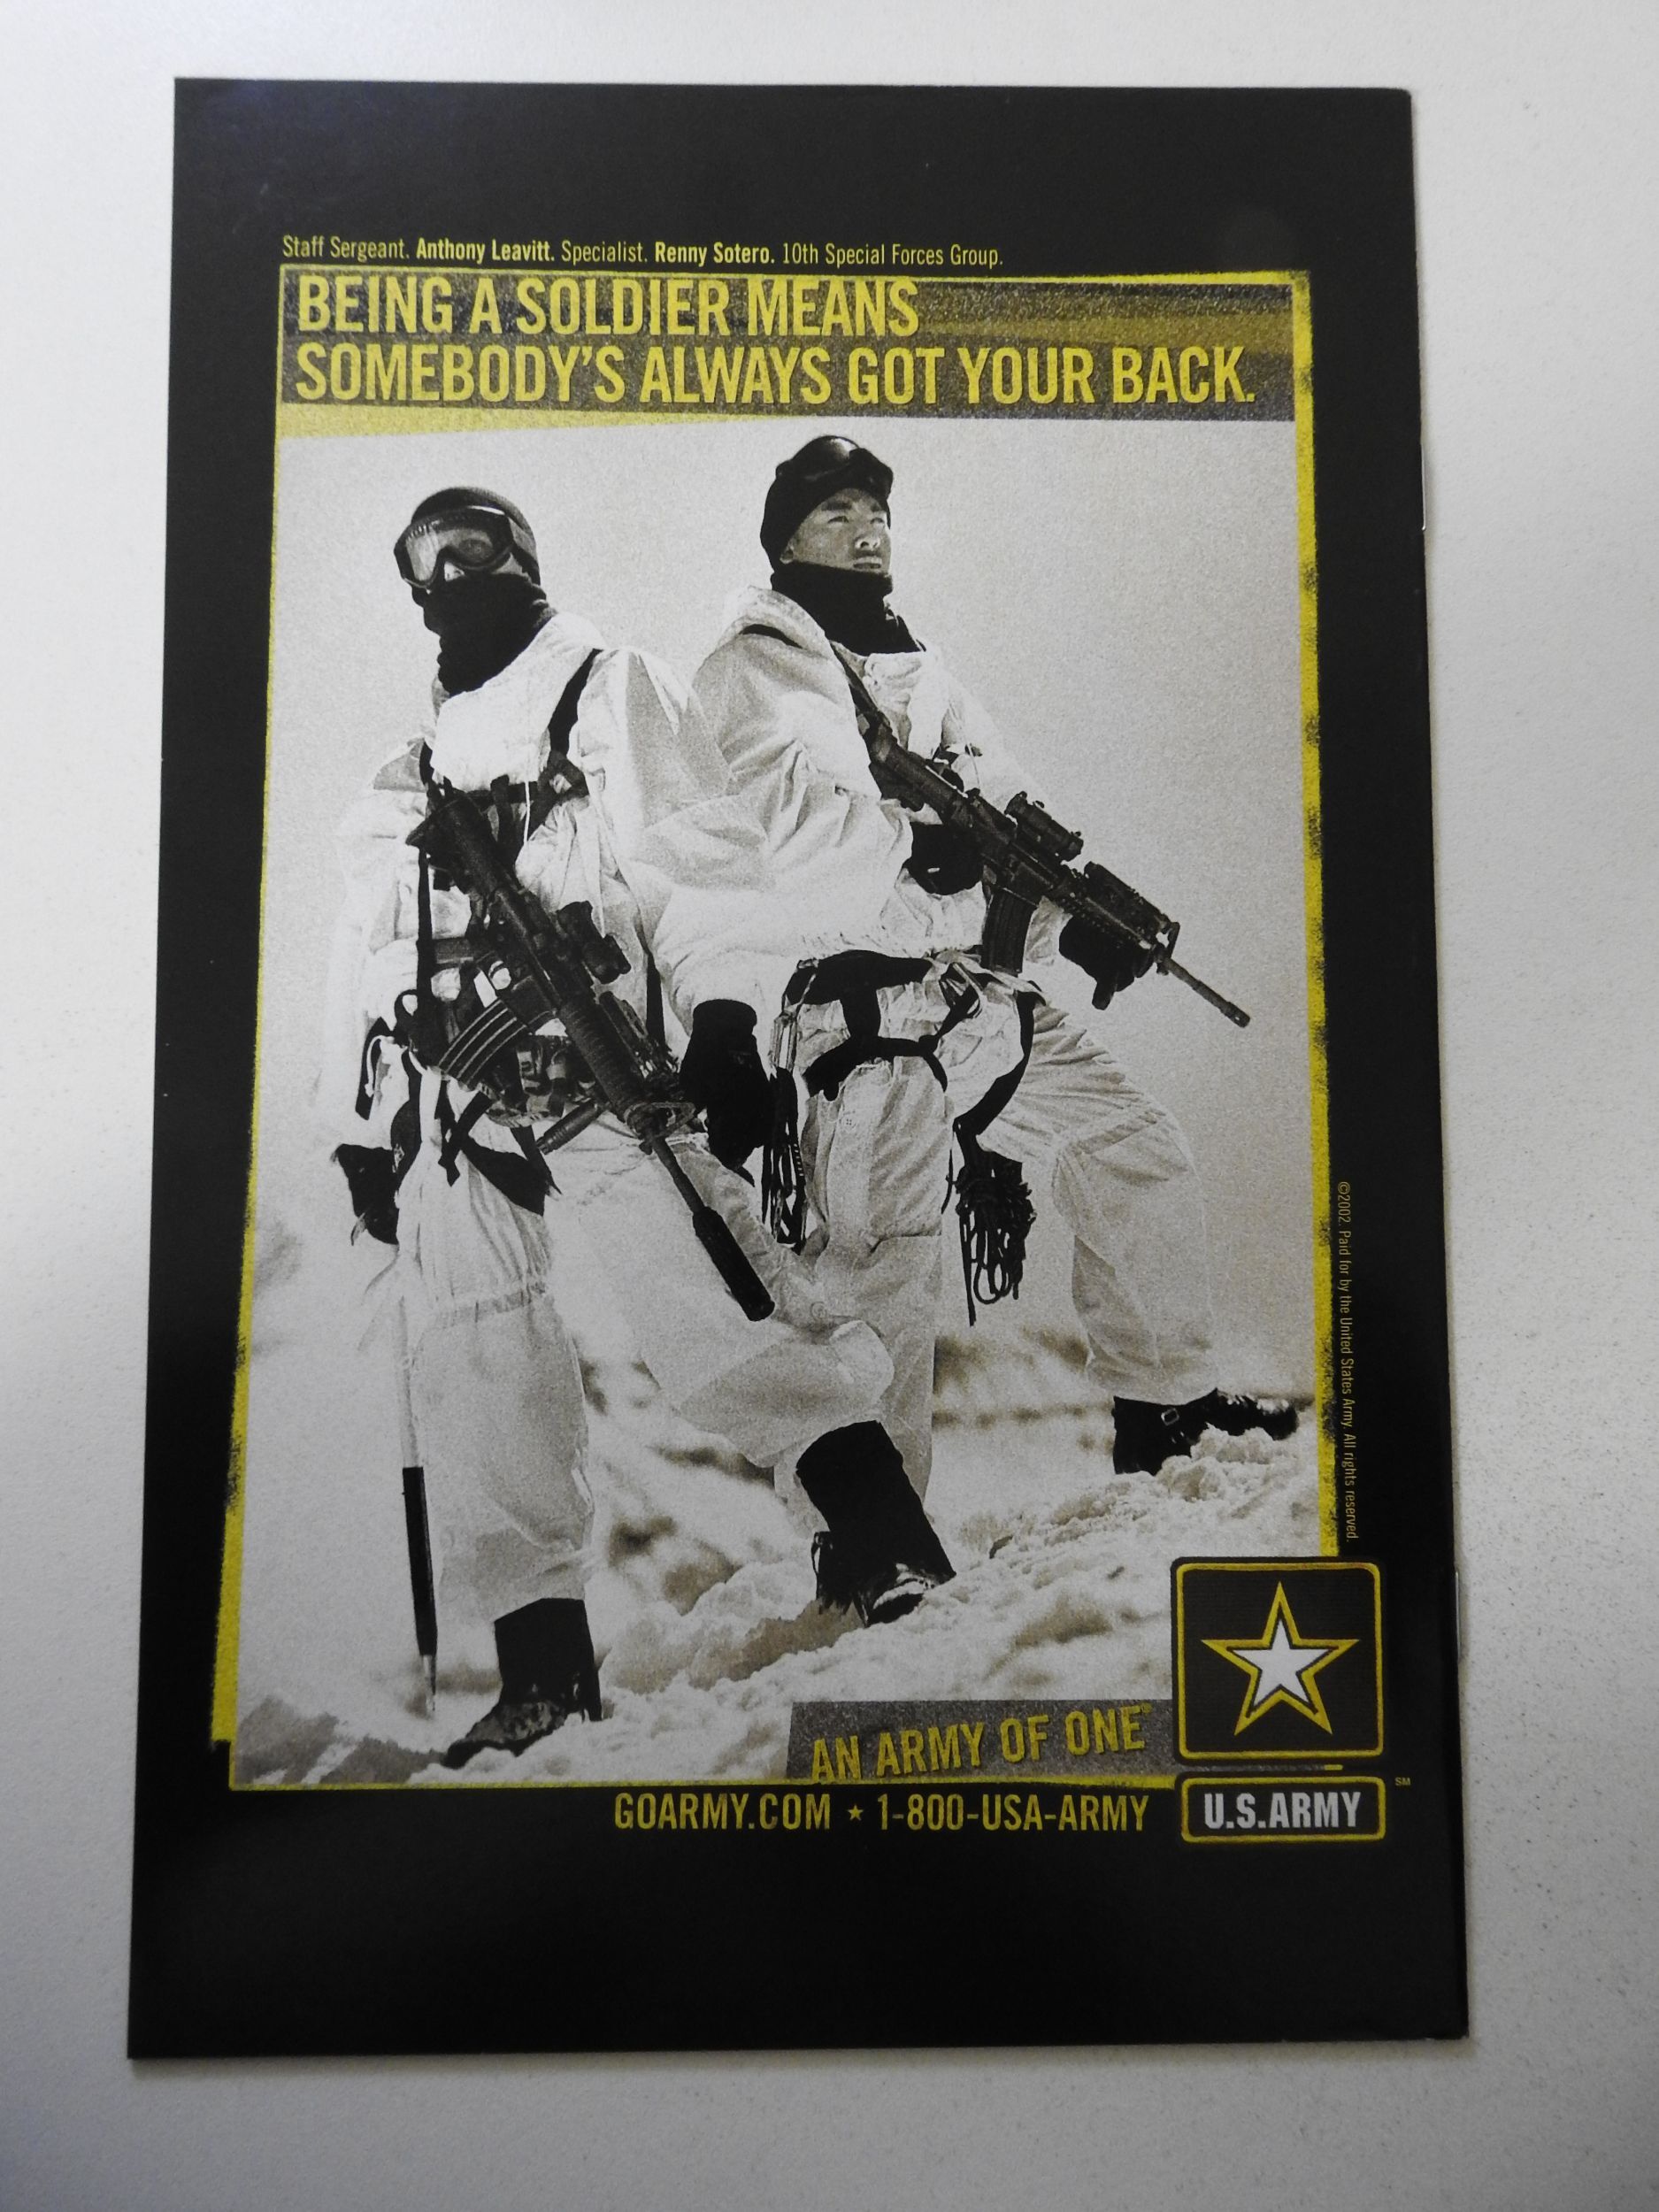 Staff Sergeant. Anthony Leavitt. Specialist. Renny Sotero. 10th Special Forces Group.
BEING A SOLDIER MEANS
SOMEBODY'S ALWAYS GOT YOUR BACK.
©2002. Paid for by the United States Army. All rights reserved.
AN ARMY OF ONE®
GOARMY.COM ★ 1-800-USA-ARMY
U.S.ARMY
SM